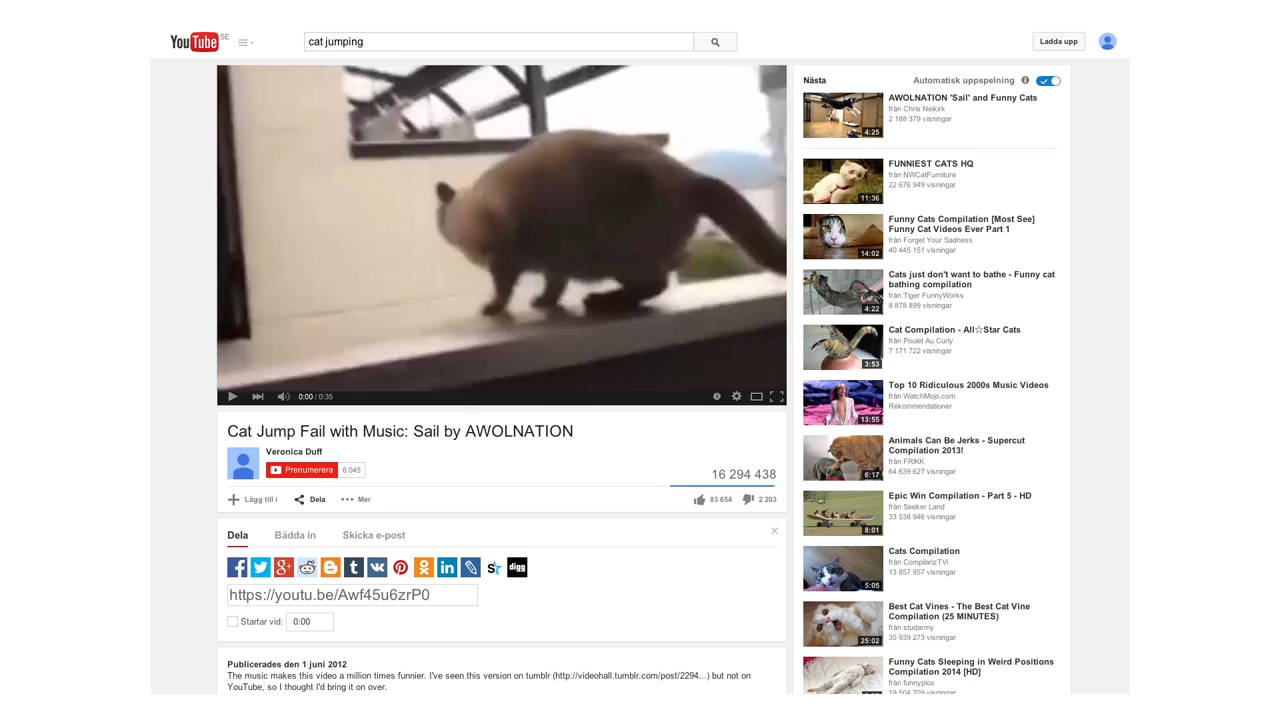 YouTube SE
cat jumping
Ladda upp
0:00 / 0:35
Cat Jump Fail with Music: Sail by AWOLNATION
Veronica Duff
Prenumerera 6 045
16 294 438
Lägg till i Dela Mer 83 654 2 203
Dela Bädda in Skicka e-post
digg
https://youtu.be/Awf45u6zrP0
Startar vid: 0:00
Publicerades den 1 juni 2012
The music makes this video a million times funnier. I've seen this version on tumblr (http://videohall.tumblr.com/post/2294...) but not on
YouTube, so I thought I'd bring it on over.
Nästa Automatisk uppspelning
AWOLNATION 'Sail' and Funny Cats
från Chris Neikirk
2 188 379 visningar
4:25
FUNNIEST CATS HQ
från NWCatFurniture
22 676 949 visningar
11:36
Funny Cats Compilation [Most See]
Funny Cat Videos Ever Part 1
från Forget Your Sadness
40 445 151 visningar
14:02
Cats just don't want to bathe - Funny cat
bathing compilation
från Tiger FunnyWorks
8 878 899 visningar
4:22
Cat Compilation - All☆Star Cats
från Poulet Au Curly
7 171 722 visningar
3:53
Top 10 Ridiculous 2000s Music Videos
från WatchMojo.com
Rekommendationer
13:55
Animals Can Be Jerks - Supercut
Compilation 2013!
från FRIKK
64 639 627 visningar
6:17
Epic Win Compilation - Part 5 - HD
från Seeker Land
33 538 946 visningar
8:01
Cats Compilation
från CompilarizTVi
13 857 957 visningar
5:05
Best Cat Vines - The Best Cat Vine
Compilation (25 MINUTES)
från studarmy
35 939 273 visningar
25:02
Funny Cats Sleeping in Weird Positions
Compilation 2014 [HD]
från funnyplox
19 504 709 visningar